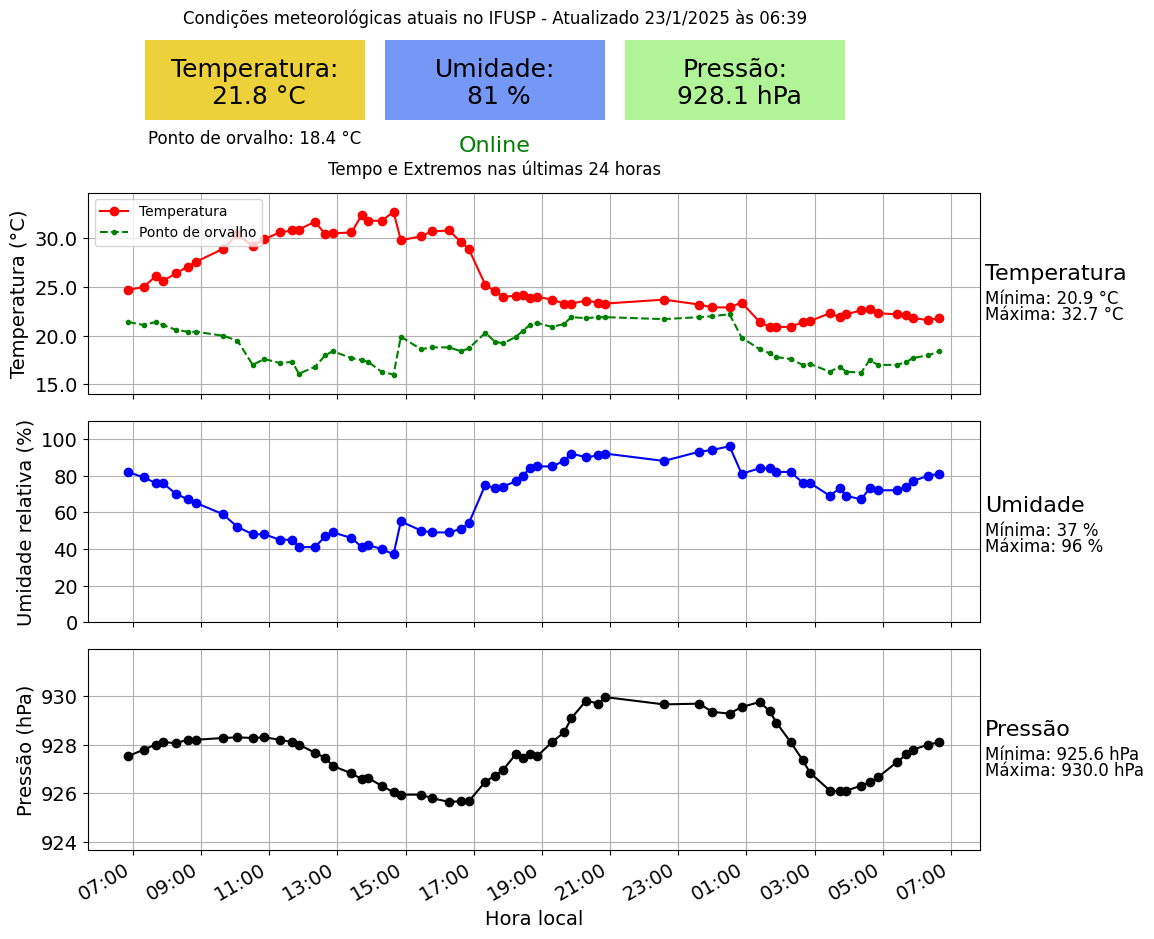 Condições meteorológicas atuais no IFUSP - Atualizado 23/1/2025 às 06:39
Temperatura:
21.8 °C
Umidade:
81 %
Pressão:
928.1 hPa
Ponto de orvalho: 18.4 °C
Online
Tempo e Extremos nas últimas 24 horas
Temperatura (°C)
30.0
25.0
20.0
15.0
Temperatura
Ponto de orvalho
Temperatura
Mínima: 20.9 °C
Máxima: 32.7 °C
Umidade relativa (%)
100
80
60
40
20
0
Umidade
Mínima: 37 %
Máxima: 96 %
Pressão (hPa)
930
928
926
924
Pressão
Mínima: 925.6 hPa
Máxima: 930.0 hPa
07:00
09:00
11:00
13:00
15:00
17:00
19:00
21:00
23:00
01:00
03:00
05:00
07:00
Hora local